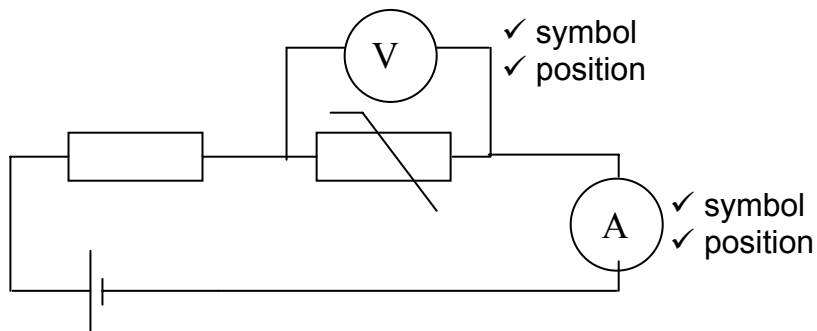 V
✓ symbol
✓ position
A
✓ symbol
✓ position